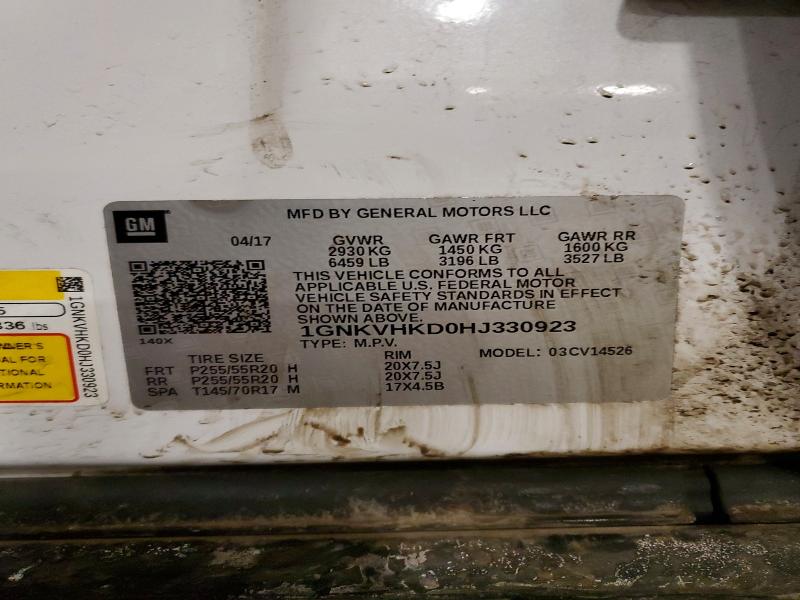 GM
MFD BY GENERAL MOTORS LLC
04/17
GVWR GAWR FRT GAWR RR
2930 KG 1450 KG 1600 KG
6459 LB 3196 LB 3527 LB
THIS VEHICLE CONFORMS TO ALL
APPLICABLE U.S. FEDERAL MOTOR
VEHICLE SAFETY STANDARDS IN EFFECT
ON THE DATE OF MANUFACTURE
SHOWN ABOVE.
1GNKVHKD0HJ330923
TYPE: M.P.V. MODEL: 03CV14526
140X
TIRE SIZE RIM
FRT P255/55R20 H 20X7.5J
RR P255/55R20 H 20X7.5J
SPA T145/70R17 M 17X4.5B
1GNKVHKD0HJ330923
lbs